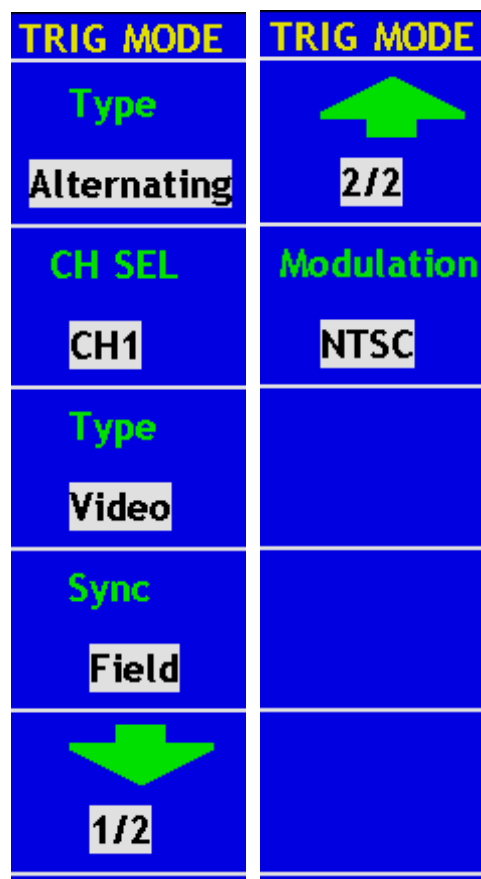 TRIG MODE
Type
Alternating
CH SEL
CH1
Type
Video
Sync
Field
1/2
TRIG MODE
2/2
Modulation
NTSC